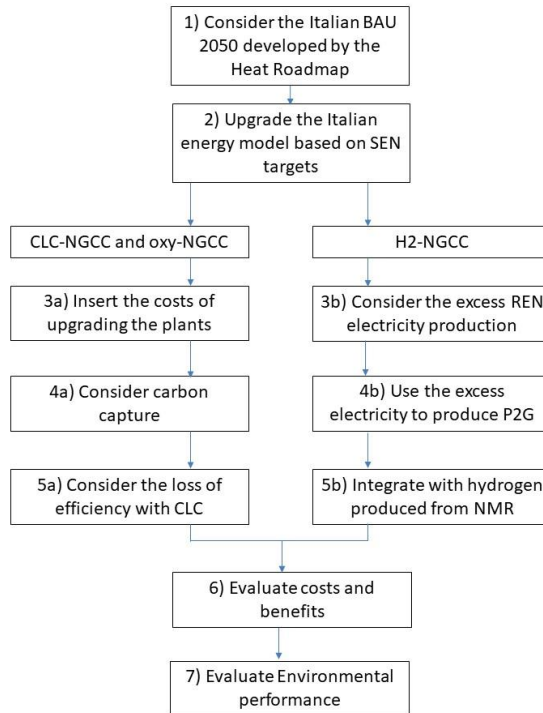 1) Consider the Italian BAU
2050 developed by the
Heat Roadmap
2) Upgrade the Italian
energy model based on SEN
targets
CLC-NGCC and oxy-NGCC
H2-NGCC
3a) Insert the costs of
upgrading the plants
3b) Consider the excess REN
electricity production
4a) Consider carbon
capture
4b) Use the excess
electricity to produce P2G
5a) Consider the loss of
efficiency with CLC
5b) Integrate with hydrogen
produced from NMR
6) Evaluate costs and
benefits
7) Evaluate Environmental
performance